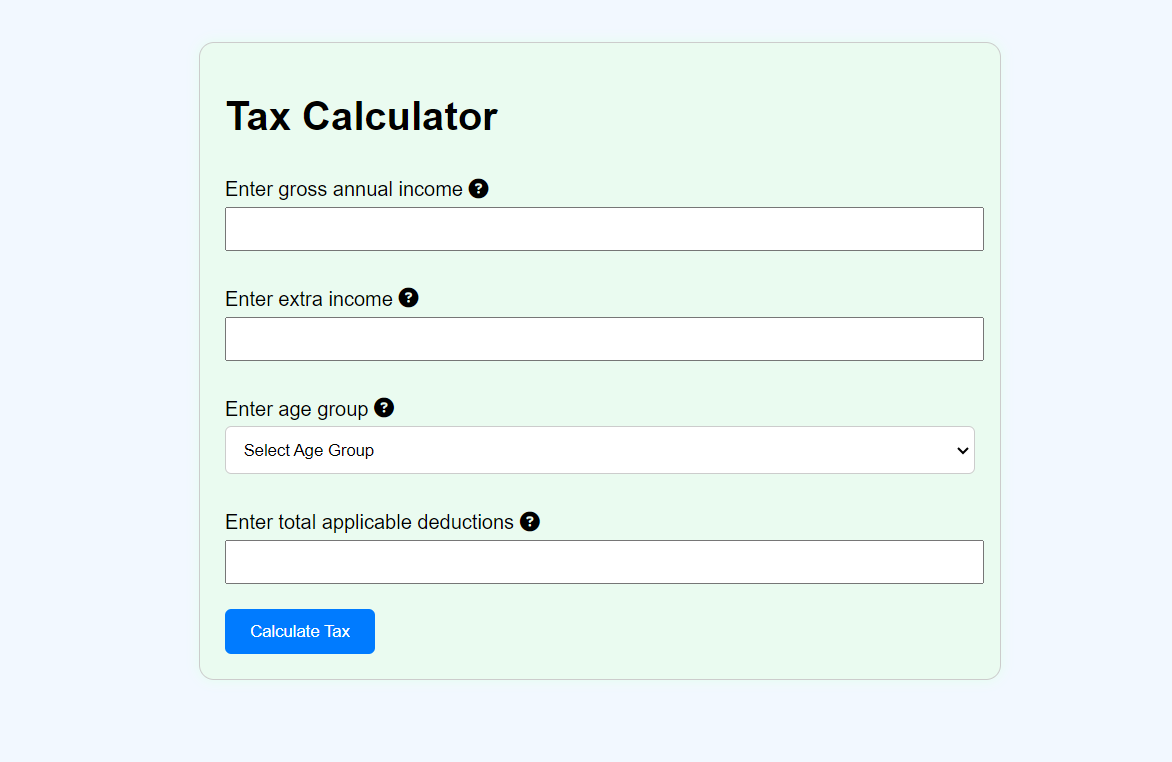 Tax Calculator
Enter gross annual income ?
Enter extra income ?
Enter age group ?
Select Age Group
Enter total applicable deductions ?
Calculate Tax